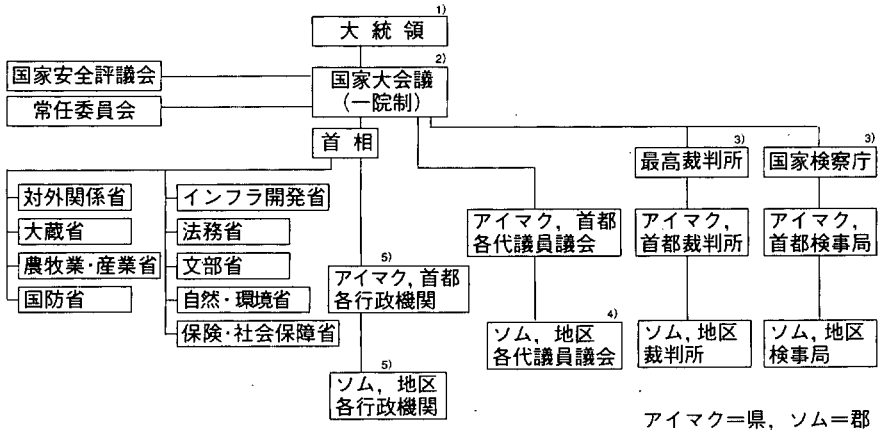 1)
大統領
2)
国家安全評議会
国家大会議
(一院制)
常任委員会
首相
3)
最高裁判所
3)
国家検察庁
対外関係省
インフラ開発省
大蔵省
法務省
農牧業・産業省
文部省
国防省
自然・環境省
保険・社会保障省
アイマク, 首都
各代議員議会
アイマク,
首都裁判所
アイマク,
首都検事局
5)
アイマク, 首都
各行政機関
4)
ソム, 地区
各代議員議会
ソム, 地区
裁判所
ソム, 地区
検事局
5)
ソム, 地区
各行政機関
アイマク=県, ソム=郡